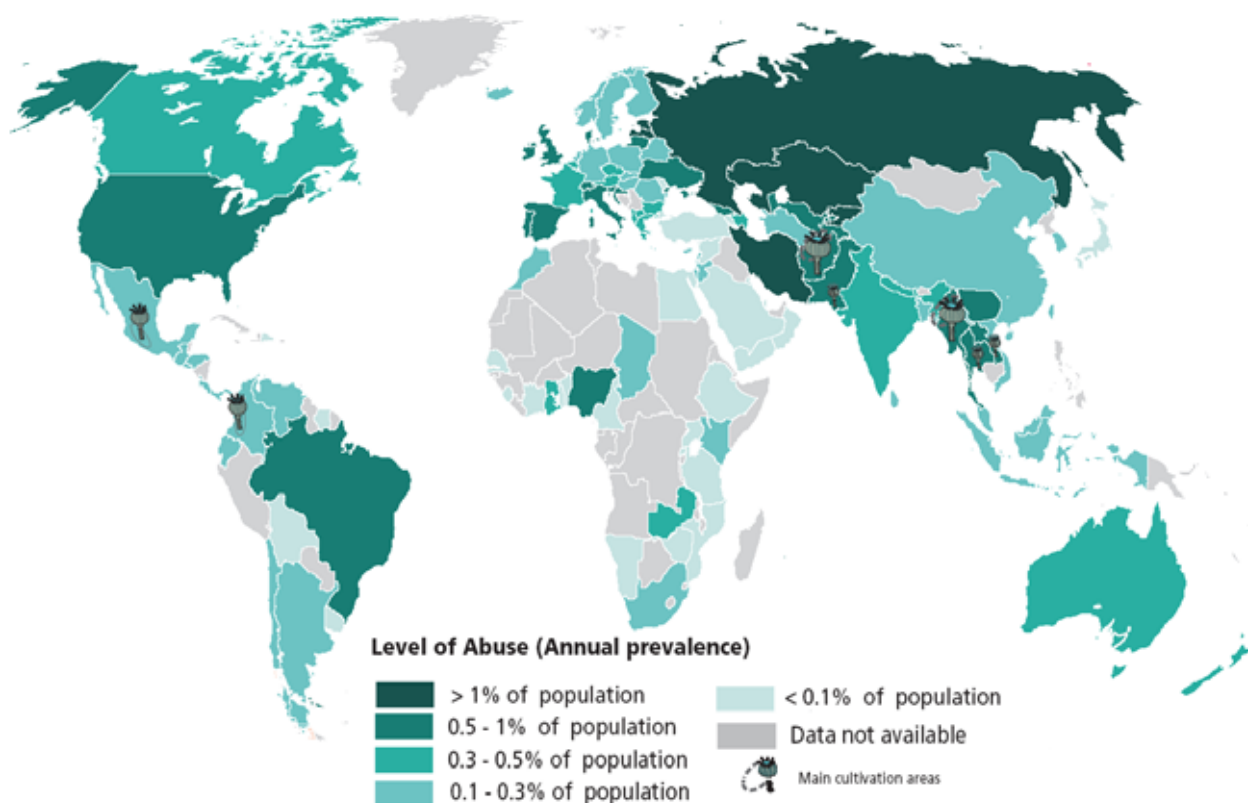 Level of Abuse (Annual prevalence)
> 1% of population
0.5 - 1% of population
0.3 - 0.5% of population
0.1 - 0.3% of population
< 0.1% of population
Data not available
Main cultivation areas